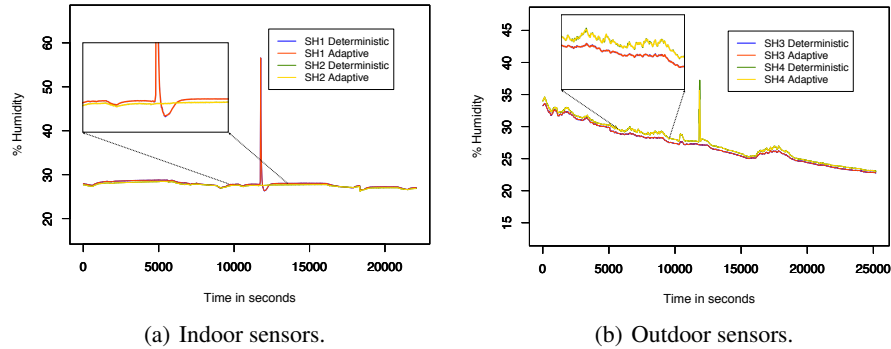 SH1 Deterministic
SH1 Adaptive
SH2 Deterministic
SH2 Adaptive
% Humidity
60
50
40
30
20
0
5000
10000
15000
20000
Time in seconds
(a) Indoor sensors.
SH3 Deterministic
SH3 Adaptive
SH4 Deterministic
SH4 Adaptive
% Humidity
45
40
35
30
25
20
15
0
5000
10000
15000
20000
25000
Time in seconds
(b) Outdoor sensors.